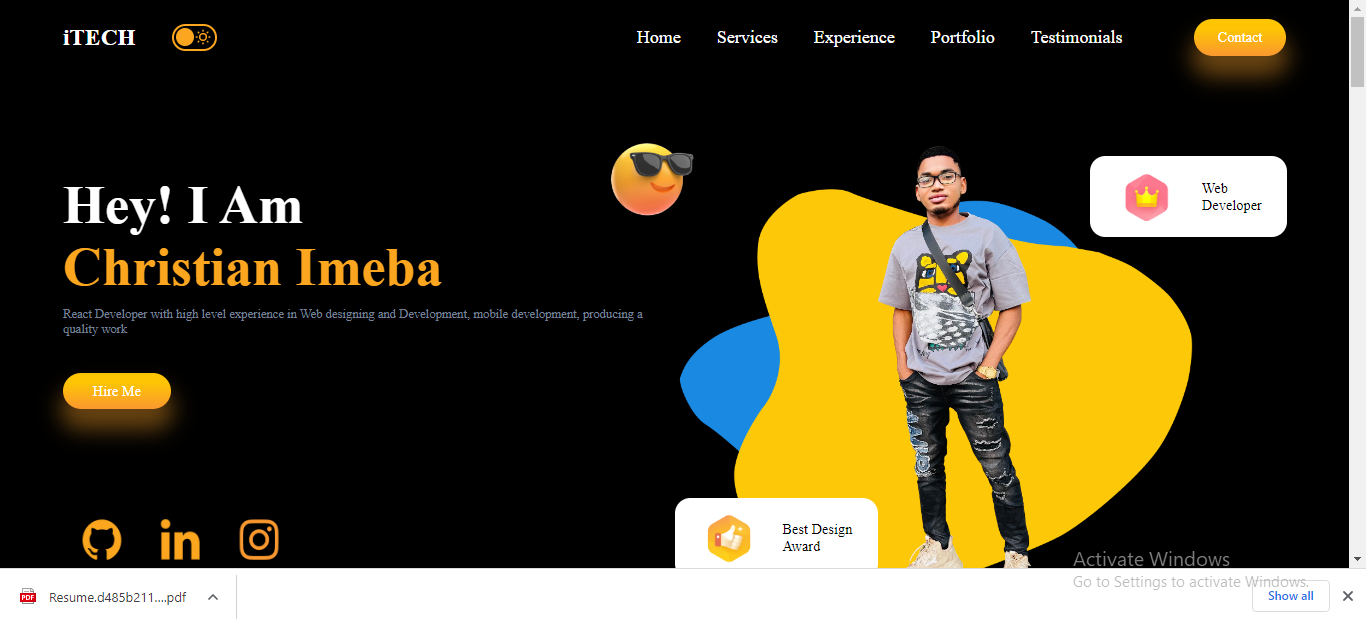 iTECH
Home Services Experience Portfolio Testimonials Contact
Hey! I Am
Christian Imeba
React Developer with high level experience in Web designing and Development, mobile development, producing a
quality work
Hire Me
Web
Developer
Best Design
Award
Activate Windows
Go to Settings to activate Windows.
PDF
Resume.d485b211....pdf
Show all